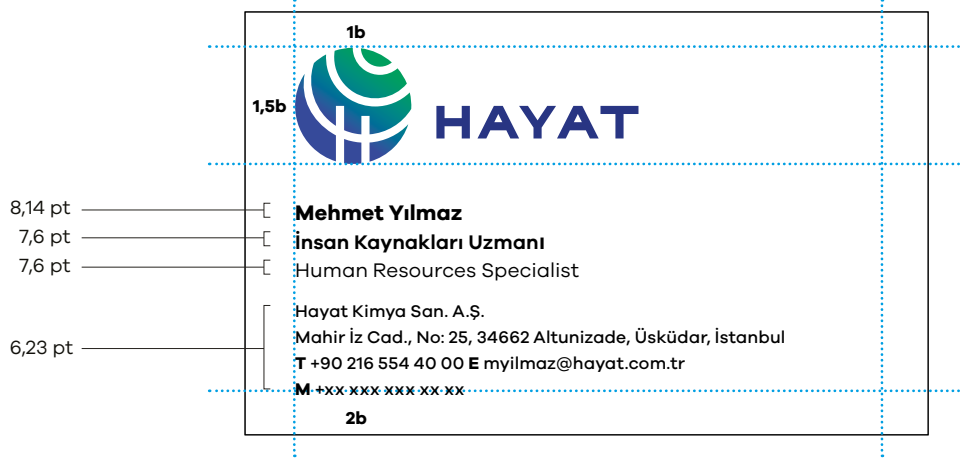 1b
1,5b
HAYAT
8,14 pt
Mehmet Yılmaz
7,6 pt
İnsan Kaynakları Uzmanı
7,6 pt
Human Resources Specialist
Hayat Kimya San. A.Ş.
Mahir İz Cad., No: 25, 34662 Altunizade, Üsküdar, İstanbul
6,23 pt
T +90 216 554 40 00 E myilmaz@hayat.com.tr
M +xx xxx xxx xx xx
2b